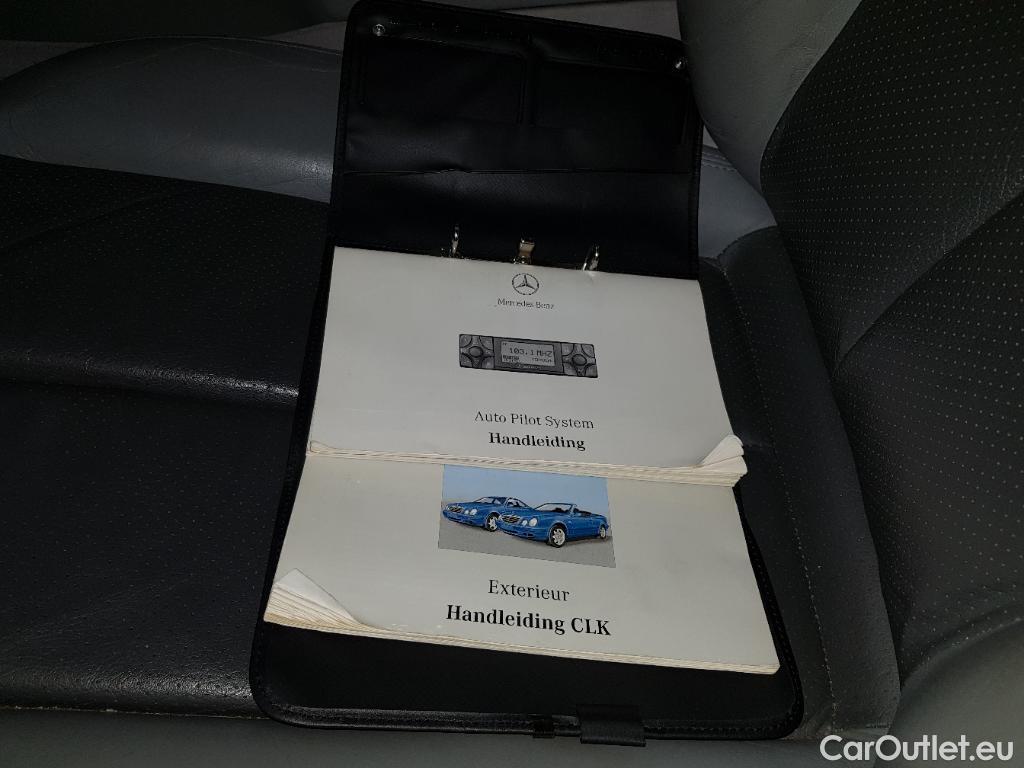 Mercedes-Benz
103.1 MHZ
Auto Pilot System
Handleiding
Exterieur
Handleiding CLK
CarOutlet.eu